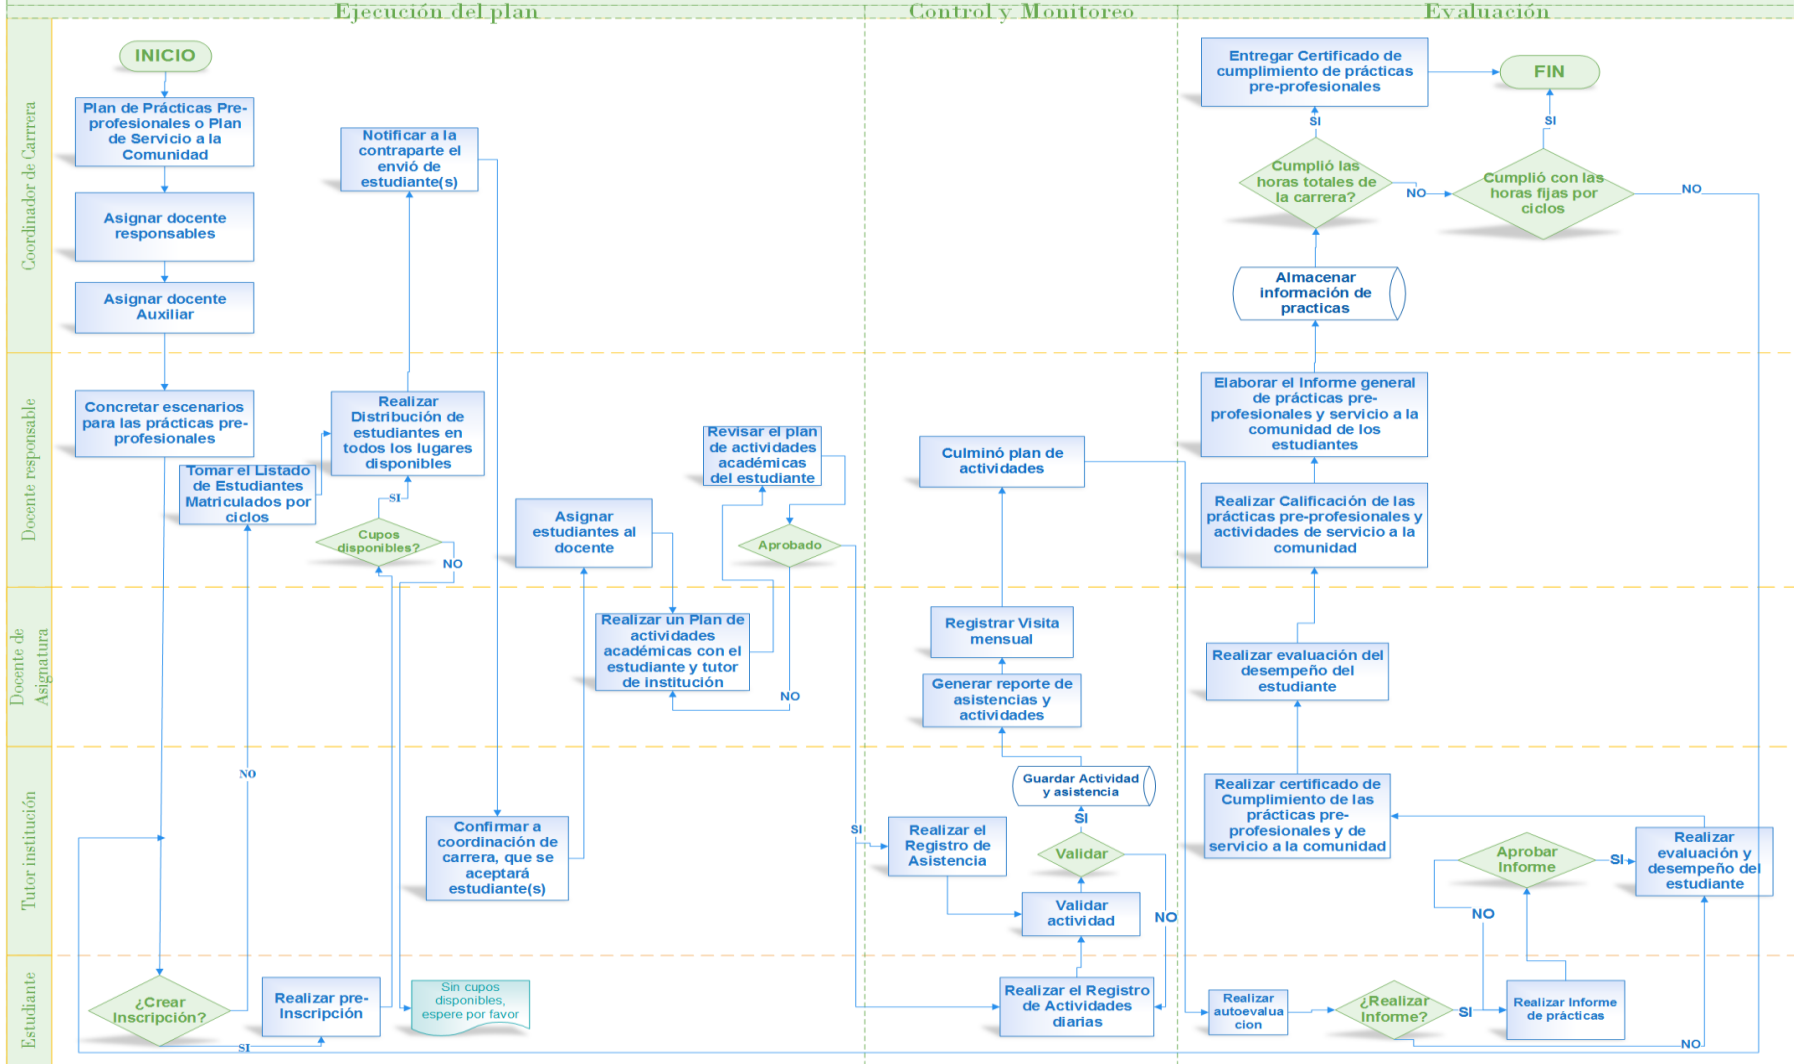 Ejecución del plan
Control y Monitoreo
Evaluación
Coordinador de Carrrera
INICIO
Plan de Prácticas Pre-
profesionales o Plan
de Servicio a la
Comunidad
Asignar docente
responsables
Asignar docente
Auxiliar
Notificar a la
contraparte el
envió de
estudiante(s)
Entregar Certificado de
cumplimiento de prácticas
pre-profesionales
FIN
SI
SI
Cumplió las
horas totales de
la carrera?
NO
Cumplió con las
horas fijas por
ciclos
NO
Almacenar
información de
practicas
Docente responsable
Concretar escenarios
para las prácticas pre-
profesionales
Tomar el Listado
de Estudiantes
Matriculados por
ciclos
Realizar
Distribución de
estudiantes en
todos los lugares
disponibles
SI
Cupos
disponibles?
NO
Asignar
estudiantes al
docente
Revisar el plan
de actividades
académicas
del estudiante
Aprobado
Culminó plan de
actividades
Elaborar el Informe general
de prácticas pre-
profesionales y servicio a la
comunidad de los
estudiantes
Realizar Calificación de las
prácticas pre-profesionales y
actividades de servicio a la
comunidad
Docente de
Asignatura
Realizar un Plan de
actividades
académicas con el
estudiante y tutor
de institución
NO
Registrar Visita
mensual
Generar reporte de
asistencias y
actividades
Realizar evaluación del
desempeño del
estudiante
Tutor institución
NO
Confirmar a
coordinación de
carrera, que se
aceptará
estudiante(s)
SI
Realizar el
Registro de
Asistencia
Guardar Actividad
y asistencia
SI
Validar
Validar
actividad
NO
Realizar certificado de
Cumplimiento de las
prácticas pre-
profesionales y de
servicio a la comunidad
Aprobar
Informe
SI
NO
Realizar
evaluación y
desempeño del
estudiante
Estudiante
¿Crear
Inscripción?
SI
Realizar pre-
Inscripción
Sin cupos
disponibles,
espere por favor
Realizar el Registro
de Actividades
diarias
Realizar
autoevalua
cion
¿Realizar
Informe?
SI
Realizar Informe
de prácticas
NO